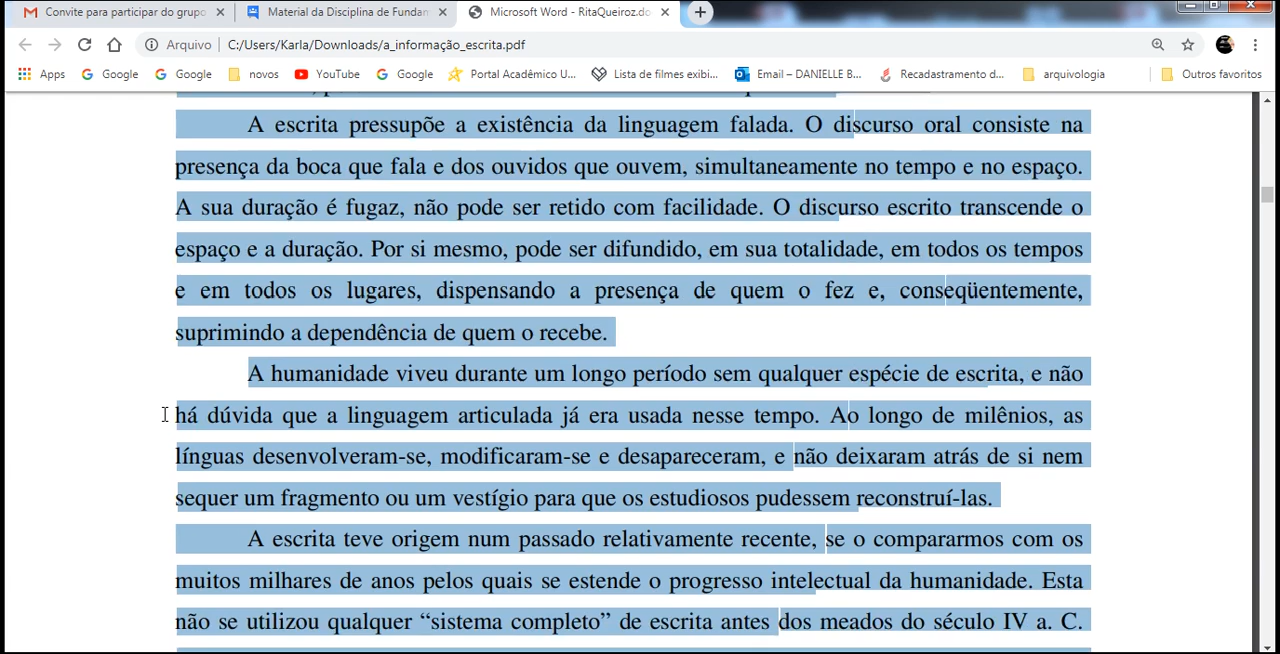 Convite para participar do grupo
Material da Disciplina de Fundam
Microsoft Word - RitaQueiroz.do
Arquivo
C:/Users/Karla/Downloads/a_informação_escrita.pdf
Apps
Google
Google
novos
YouTube
Google
Portal Acadêmico U...
Lista de filmes exibi...
Email – DANIELLE B...
Recadastramento d...
arquivologia
Outros favoritos
A escrita pressupõe a existência da linguagem falada. O discurso oral consiste na
presença da boca que fala e dos ouvidos que ouvem, simultaneamente no tempo e no espaço.
A sua duração é fugaz, não pode ser retido com facilidade. O discurso escrito transcende o
espaço e a duração. Por si mesmo, pode ser difundido, em sua totalidade, em todos os tempos
e em todos os lugares, dispensando a presença de quem o fez e, conseqüentemente,
suprimindo a dependência de quem o recebe.
A humanidade viveu durante um longo período sem qualquer espécie de escrita, e não
há dúvida que a linguagem articulada já era usada nesse tempo. Ao longo de milênios, as
línguas desenvolveram-se, modificaram-se e desapareceram, e não deixaram atrás de si nem
sequer um fragmento ou um vestígio para que os estudiosos pudessem reconstruí-las.
A escrita teve origem num passado relativamente recente, se o compararmos com os
muitos milhares de anos pelos quais se estende o progresso intelectual da humanidade. Esta
não se utilizou qualquer “sistema completo” de escrita antes dos meados do século IV a. C.